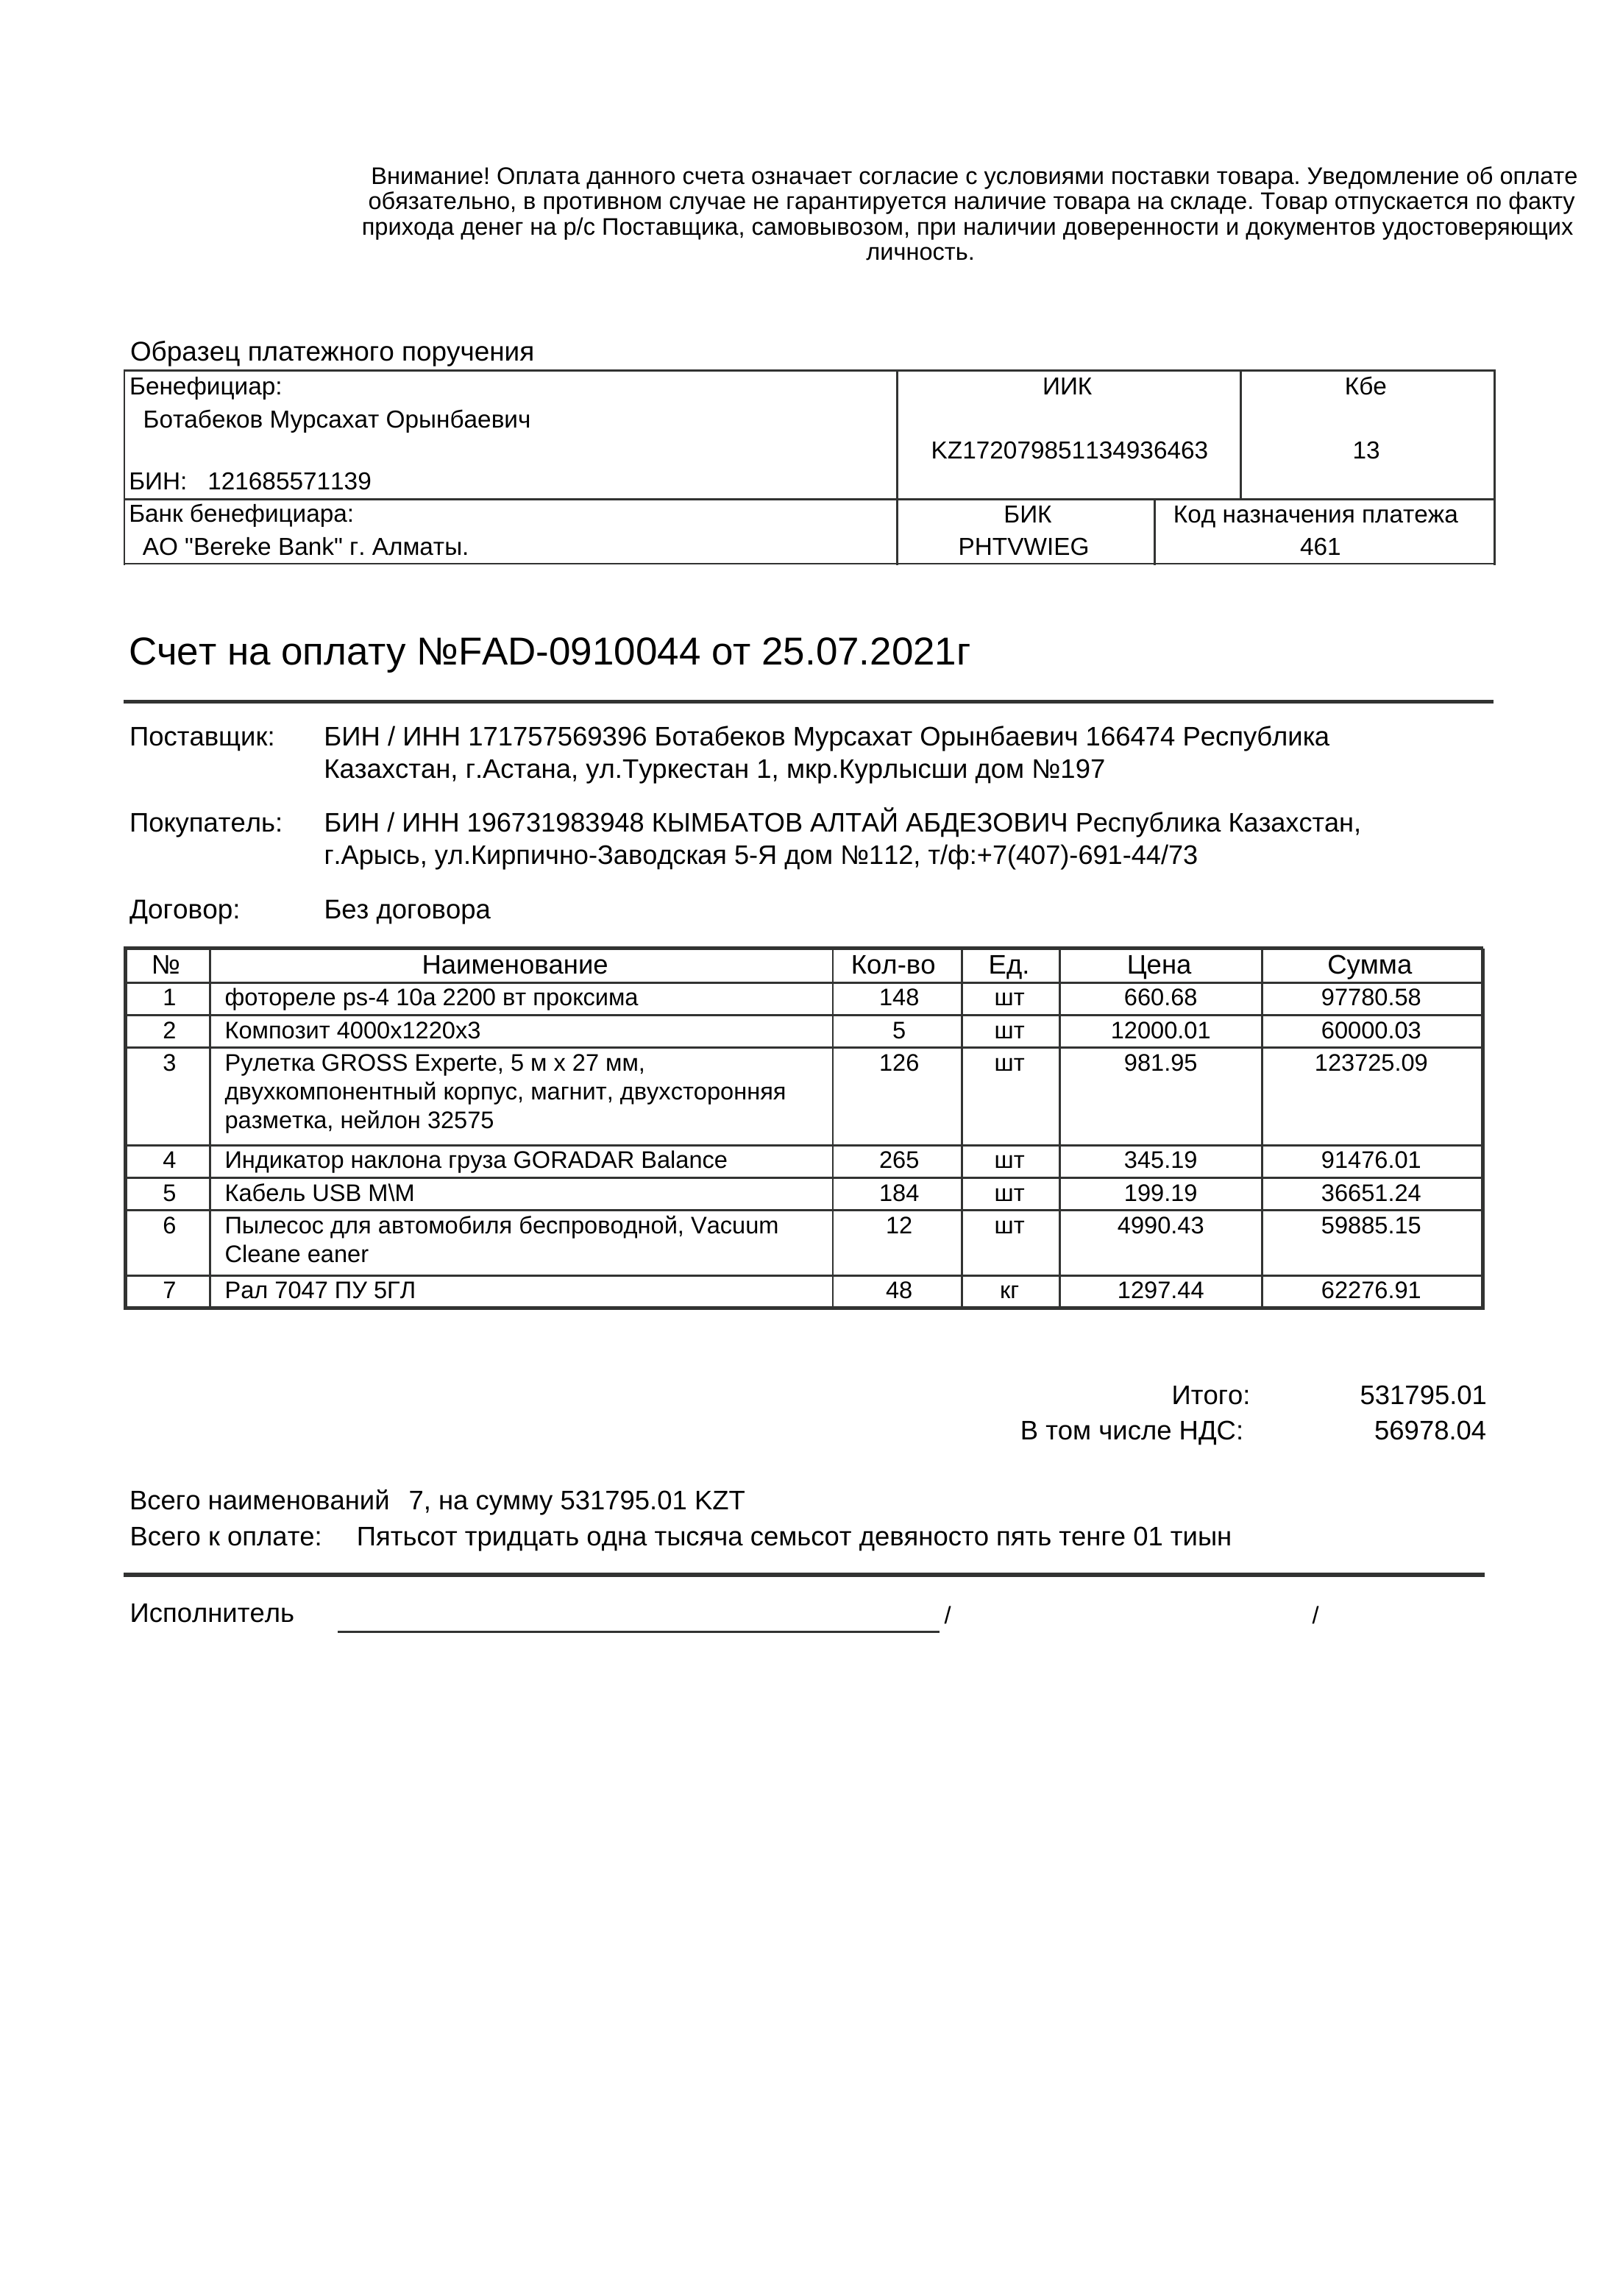 Внимание! Оплата данного счета означает согласие с условиями поставки товара. Уведомление об оплате
обязательно, в противном случае не гарантируется наличие товара на складе. Товар отпускается по факту
прихода денег на р/с Поставщика, самовывозом, при наличии доверенности и документов удостоверяющих
личность.
Образец платежного поручения
Бенефициар: ИИК Кбе
Ботабеков Мурсахат Орынбаевич
KZ172079851134936463 13
БИН: 121685571139
Банк бенефициара: БИК Код назначения платежа
АО "Bereke Bank" г. Алматы. PHTVWIEG 461
Счет на оплату №FAD-0910044 от 25.07.2021г
Поставщик: БИН / ИНН 171757569396 Ботабеков Мурсахат Орынбаевич 166474 Республика
Казахстан, г.Астана, ул.Туркестан 1, мкр.Курлысши дом №197
Покупатель: БИН / ИНН 196731983948 КЫМБАТОВ АЛТАЙ АБДЕЗОВИЧ Республика Казахстан,
г.Арысь, ул.Кирпично-Заводская 5-Я дом №112, т/ф:+7(407)-691-44/73
Договор: Без договора
№ Наименование Кол-во Ед. Цена Сумма
1 фотореле ps-4 10а 2200 вт проксима 148 шт 660.68 97780.58
2 Композит 4000х1220х3 5 шт 12000.01 60000.03
3 Рулетка GROSS Experte, 5 м х 27 мм, 126 шт 981.95 123725.09
двухкомпонентный корпус, магнит, двухсторонняя
разметка, нейлон 32575
4 Индикатор наклона груза GORADAR Balance 265 шт 345.19 91476.01
5 Кабель USB M\M 184 шт 199.19 36651.24
6 Пылесос для автомобиля беспроводной, Vacuum 12 шт 4990.43 59885.15
Cleane eaner
7 Рал 7047 ПУ 5ГЛ 48 кг 1297.44 62276.91
Итого: 531795.01
В том числе НДС: 56978.04
Всего наименований 7, на сумму 531795.01 KZT
Всего к оплате: Пятьсот тридцать одна тысяча семьсот девяносто пять тенге 01 тиын
Исполнитель / /